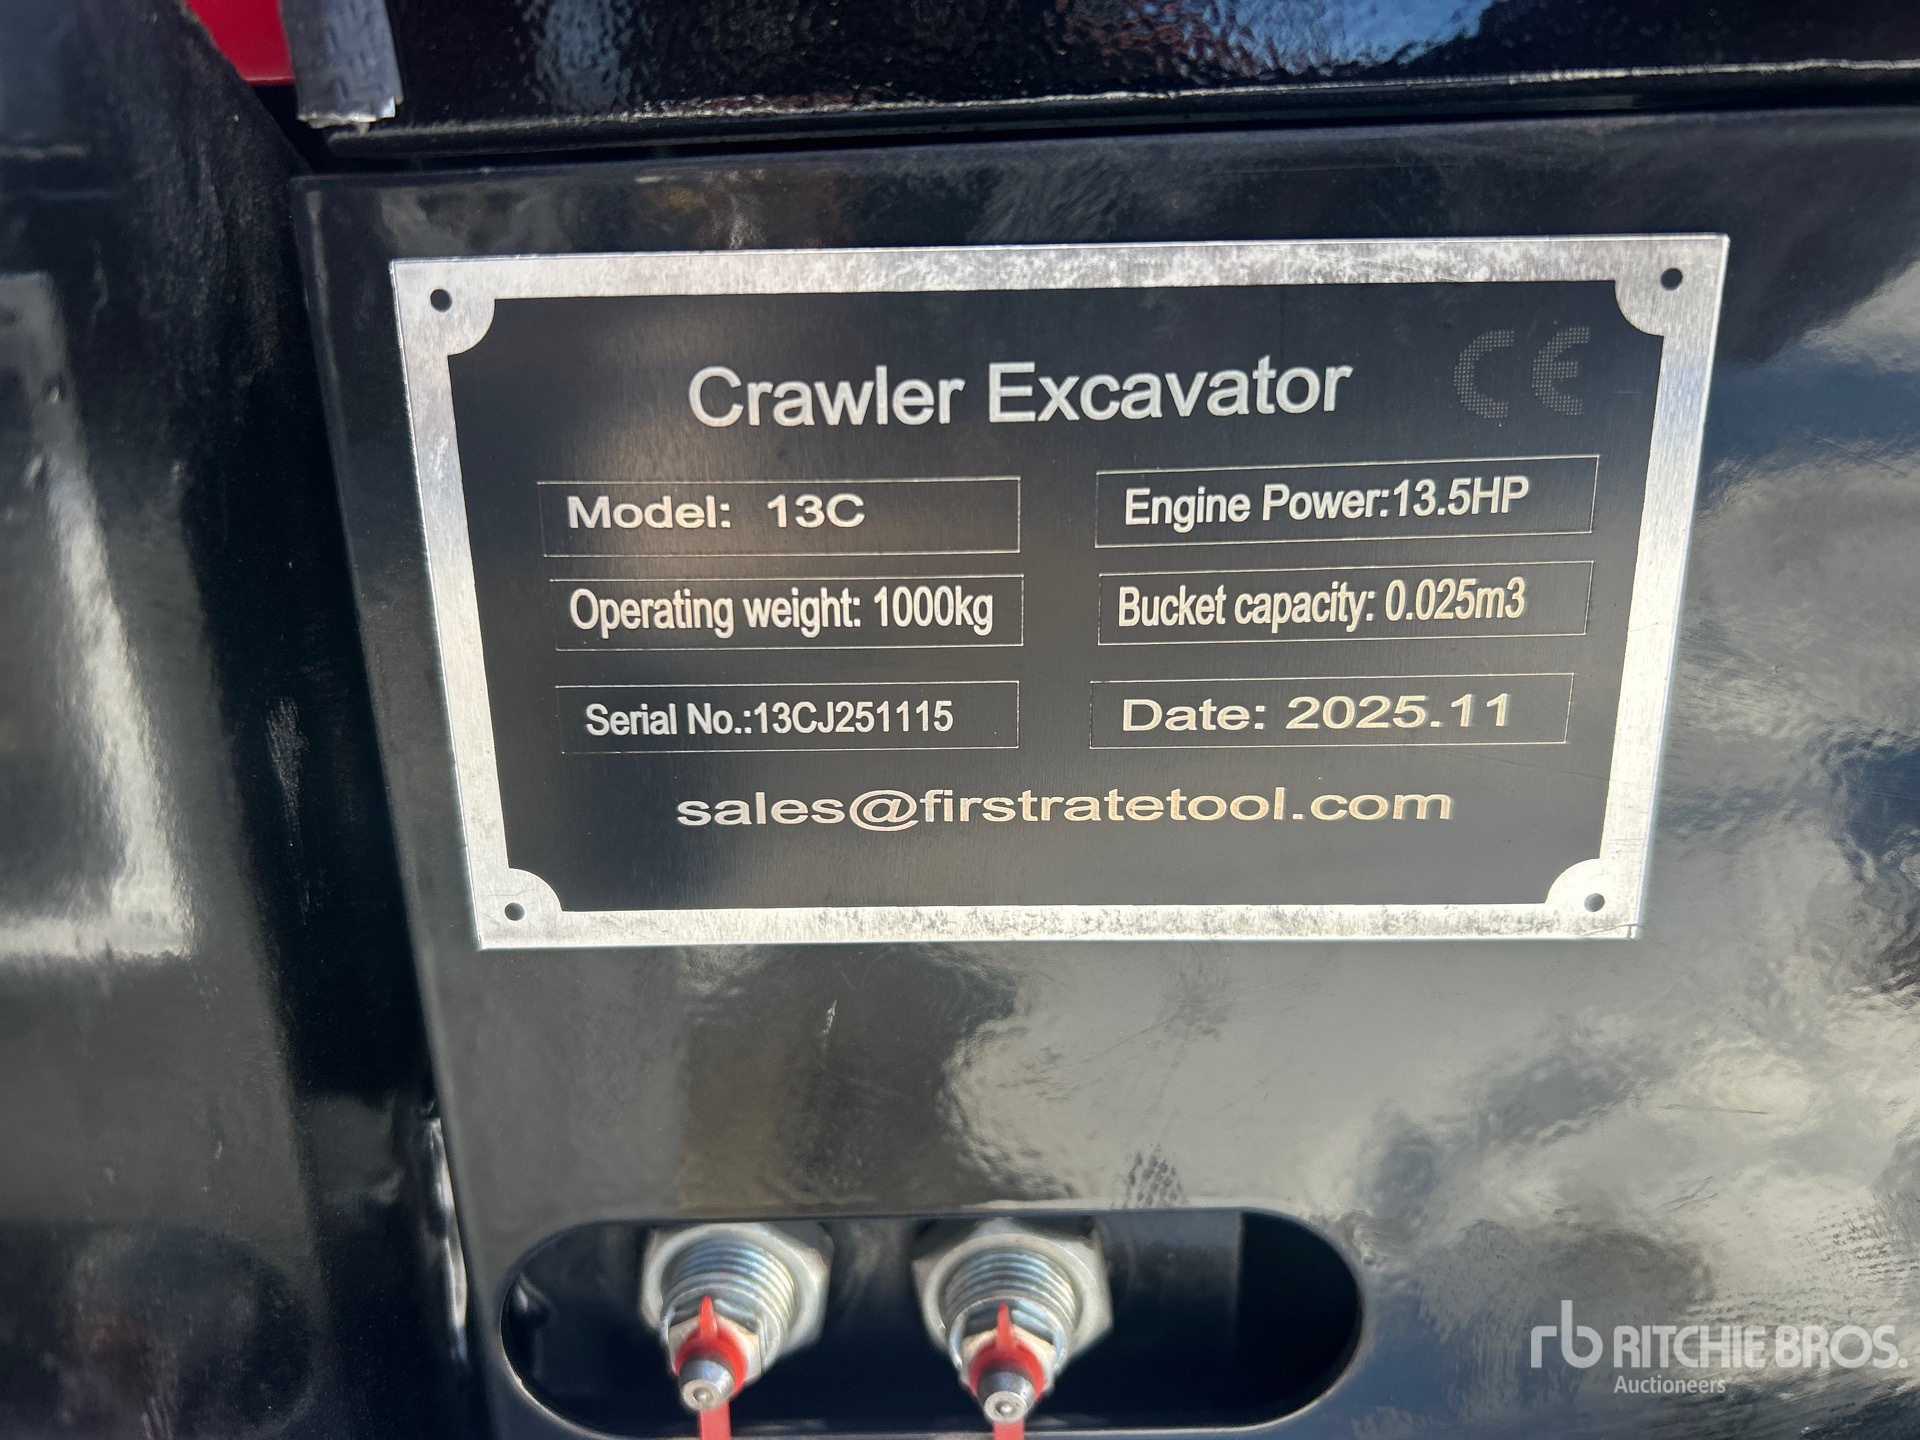 Crawler Excavator
CE
Model: 13C
Engine Power:13.5HP
Operating weight: 1000kg
Bucket capacity: 0.025m3
Serial No.:13CJ251115
Date: 2025.11
sales@firstratetool.com
rb RITCHIE BROS.
Auctioneers